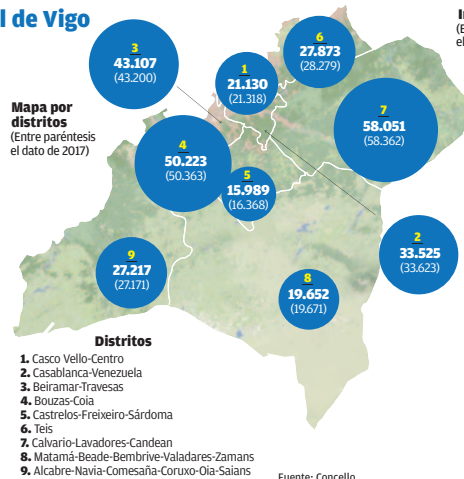 l de Vigo
In
(E
el
Mapa por
distritos
(Entre paréntesis
el dato de 2017)
3
43.107
(43.200)
6
27.873
(28.279)
1
21.130
(21.318)
7
58.051
(58.362)
4
50.223
(50.363)
5
15.989
(16.368)
2
33.525
(33.623)
9
27.217
(27.171)
8
19.652
(19.671)
Distritos
1. Casco Vello-Centro
2. Casablanca-Venezuela
3. Beiramar-Travesas
4. Bouzas-Coia
5. Castrelos-Freixeiro-Sárdoma
6. Teis
7. Calvario-Lavadores-Candean
8. Matamá-Beade-Bembrive-Valadares-Zamans
9. Alcabre-Navia-Comesaña-Coruxo-Oia-Saians
Fuente: Concello